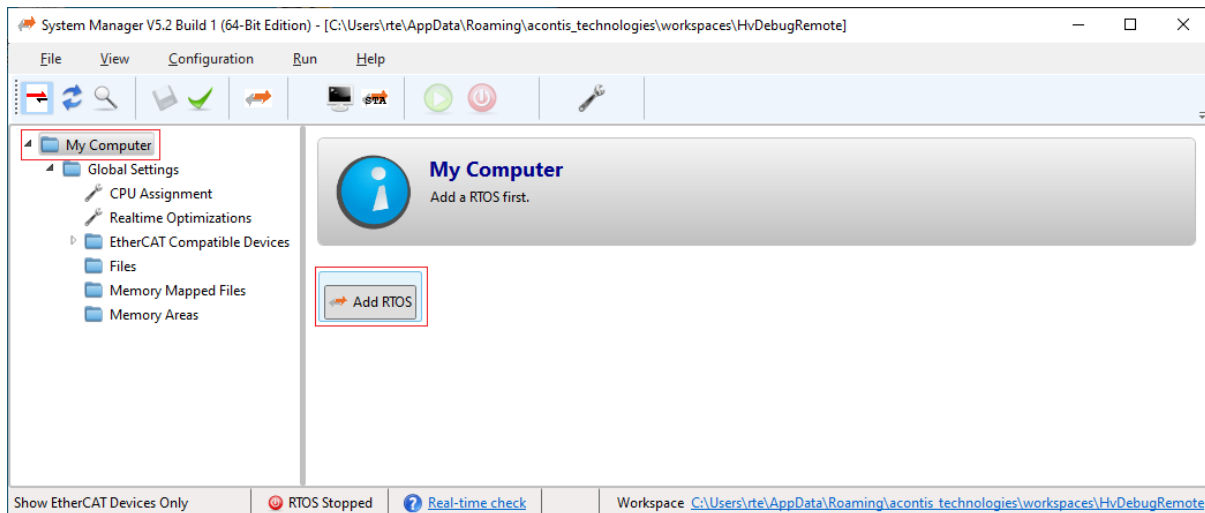 System Manager V5.2 Build 1 (64-Bit Edition) - [C:\Users\rte\AppData\Roaming\acontis_technologies\workspaces\HvDebugRemote]
File View Configuration Run Help
STA
My Computer
Global Settings
CPU Assignment
Realtime Optimizations
EtherCAT Compatible Devices
Files
Memory Mapped Files
Memory Areas
My Computer
Add a RTOS first.
Add RTOS
Show EtherCAT Devices Only RTOS Stopped Real-time check Workspace C:\Users\rte\AppData\Roaming\acontis_technologies\workspaces\HvDebugRemote